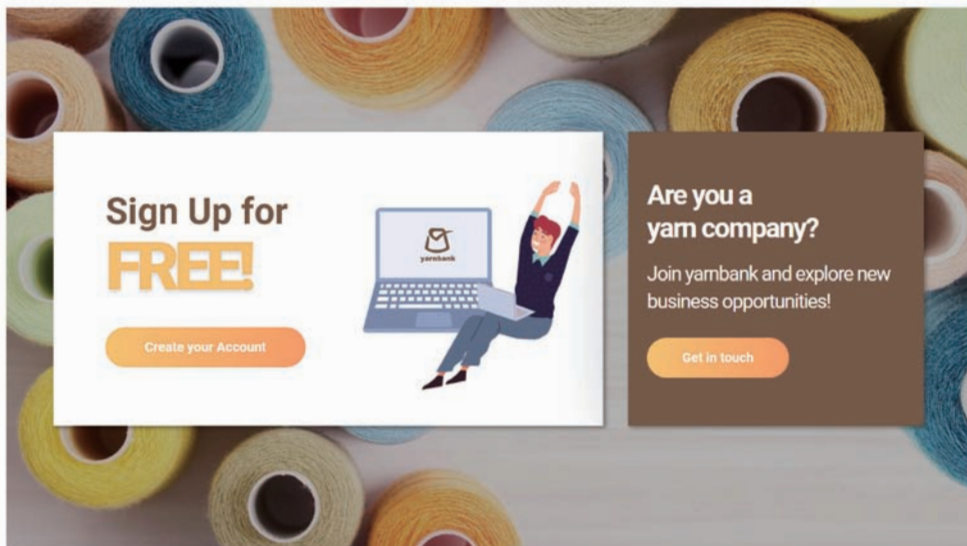 Sign Up for
FREE!
Create your Account
yarnbank
Are you a
yarn company?
Join yarnbank and explore new
business opportunities!
Get in touch